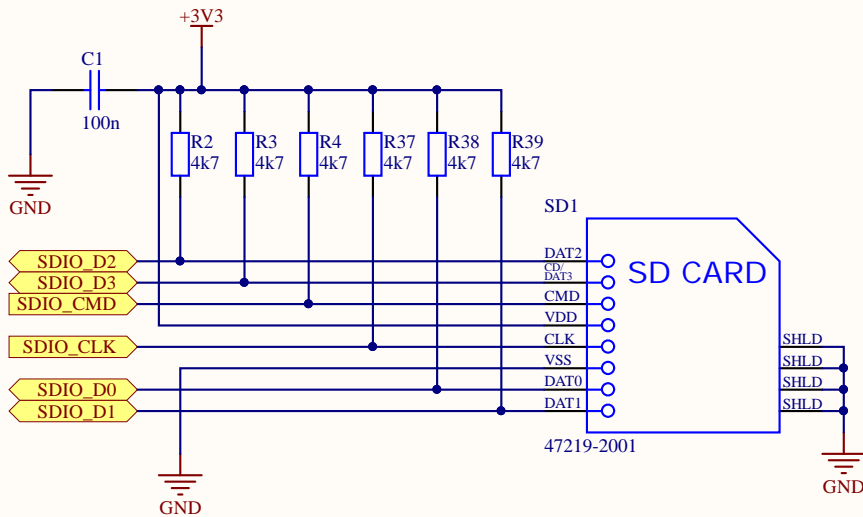 +3V3
C1
100n
GND
R2
4k7
R3
4k7
R4
4k7
R37
4k7
R38
4k7
R39
4k7
SD1
SD CARD
SDIO_D2
SDIO_D3
SDIO_CMD
SDIO_CLK
SDIO_D0
SDIO_D1
DAT2
CD/
DAT3
CMD
VDD
CLK
VSS
DAT0
DAT1
SHLD
SHLD
SHLD
SHLD
47219-2001
GND
GND